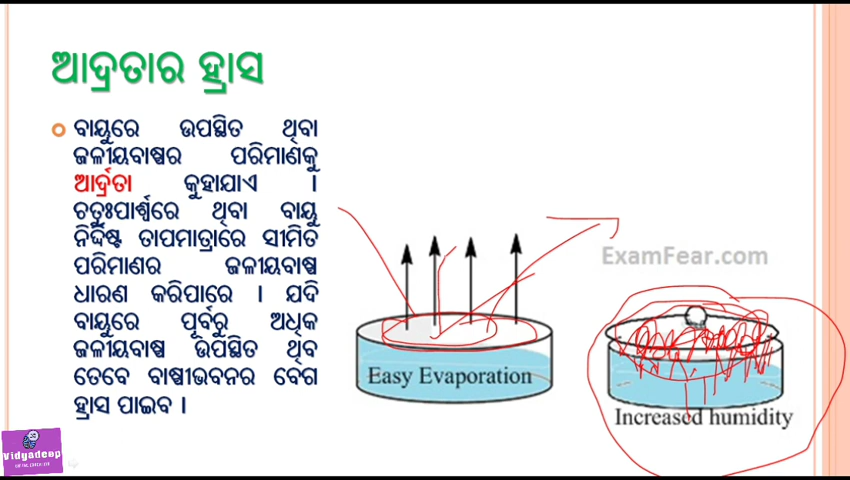 ଆଦ୍ରତାର ହ୍ରାସ
ବାୟୁରେ ଉପସ୍ଥିତ ଥିବା
ଜଳୀୟବାଷ୍ପର ପରିମାଣକୁ
ଆର୍ଦ୍ରତା କୁହାଯାଏ ।
ଚତୁଃପାର୍ଶ୍ୱରେ ଥିବା ବାୟୁ
ନିର୍ଦ୍ଦିଷ୍ଟ ତାପମାତ୍ରାରେ ସୀମିତ
ପରିମାଣର ଜଳୀୟବାଷ୍ପ
ଧାରଣ କରିପାରେ । ଯଦି
ବାୟୁରେ ପୂର୍ବରୁ ଅଧିକ
ଜଳୀୟବାଷ୍ପ ଉପସ୍ଥିତ ଥିବ
ତେବେ ବାଷ୍ପୀଭବନର ବେଗ
ହ୍ରାସ ପାଇବ ।
ExamFear.com
Easy Evaporation
Increased humidity
Vidyadeep